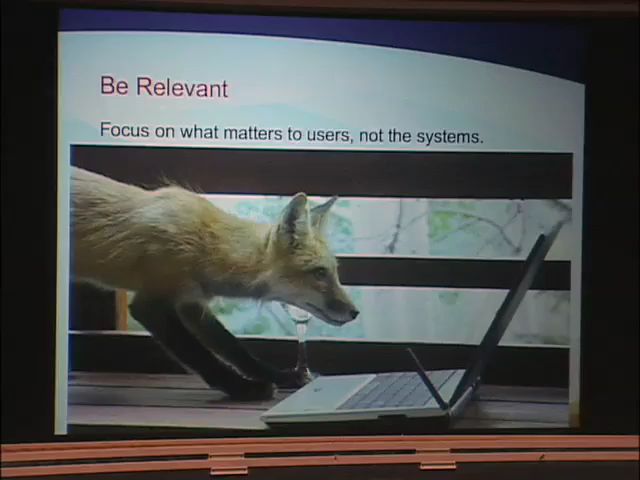 Be Relevant
Focus on what matters to users, not the systems.